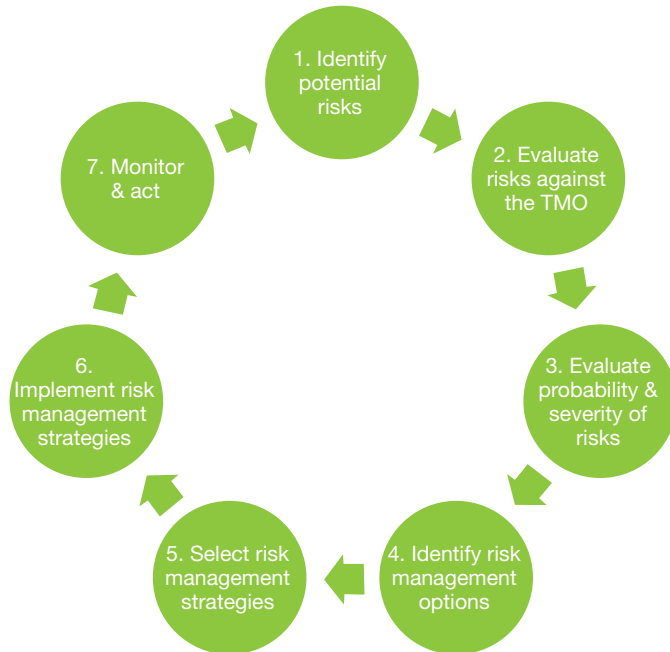 1. Identify
potential
risks
2. Evaluate
risks against
the TMO
3. Evaluate
probability &
severity of
risks
4. Identify risk
management
options
5. Select risk
management
strategies
6.
Implement risk
management
strategies
7. Monitor
& act